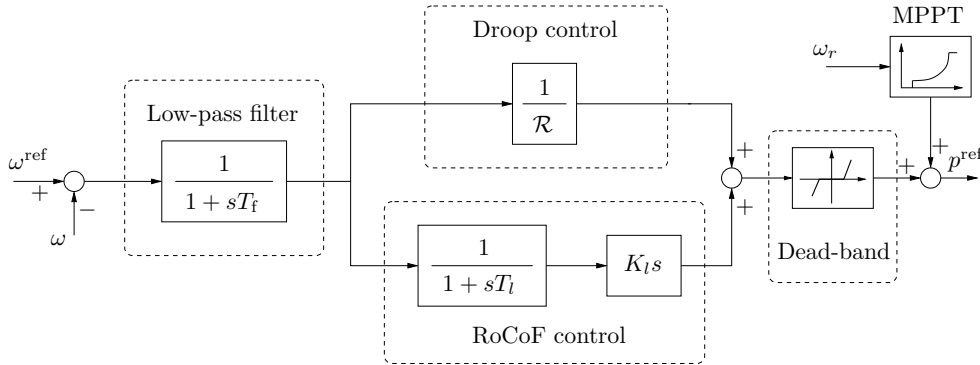 MPPT
Droop control
ω_r
1
ℛ
Low-pass filter
ω^ref
+
−
ω
1
1 + sT_f
+
+
+
+
p^ref
Dead-band
1
1 + sT_l
K_l s
RoCoF control